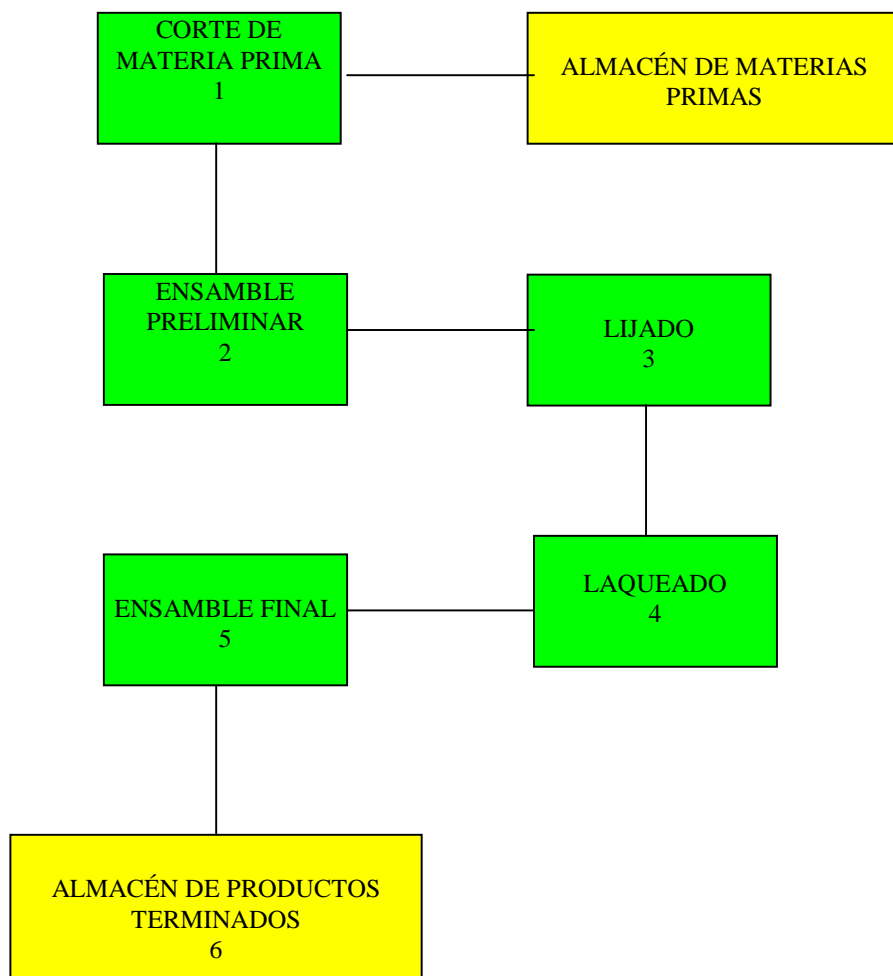 CORTE DE
MATERIA PRIMA
1
ALMACÉN DE MATERIAS
PRIMAS
ENSAMBLE
PRELIMINAR
2
LIJADO
3
ENSAMBLE FINAL
5
LAQUEADO
4
ALMACÉN DE PRODUCTOS
TERMINADOS
6